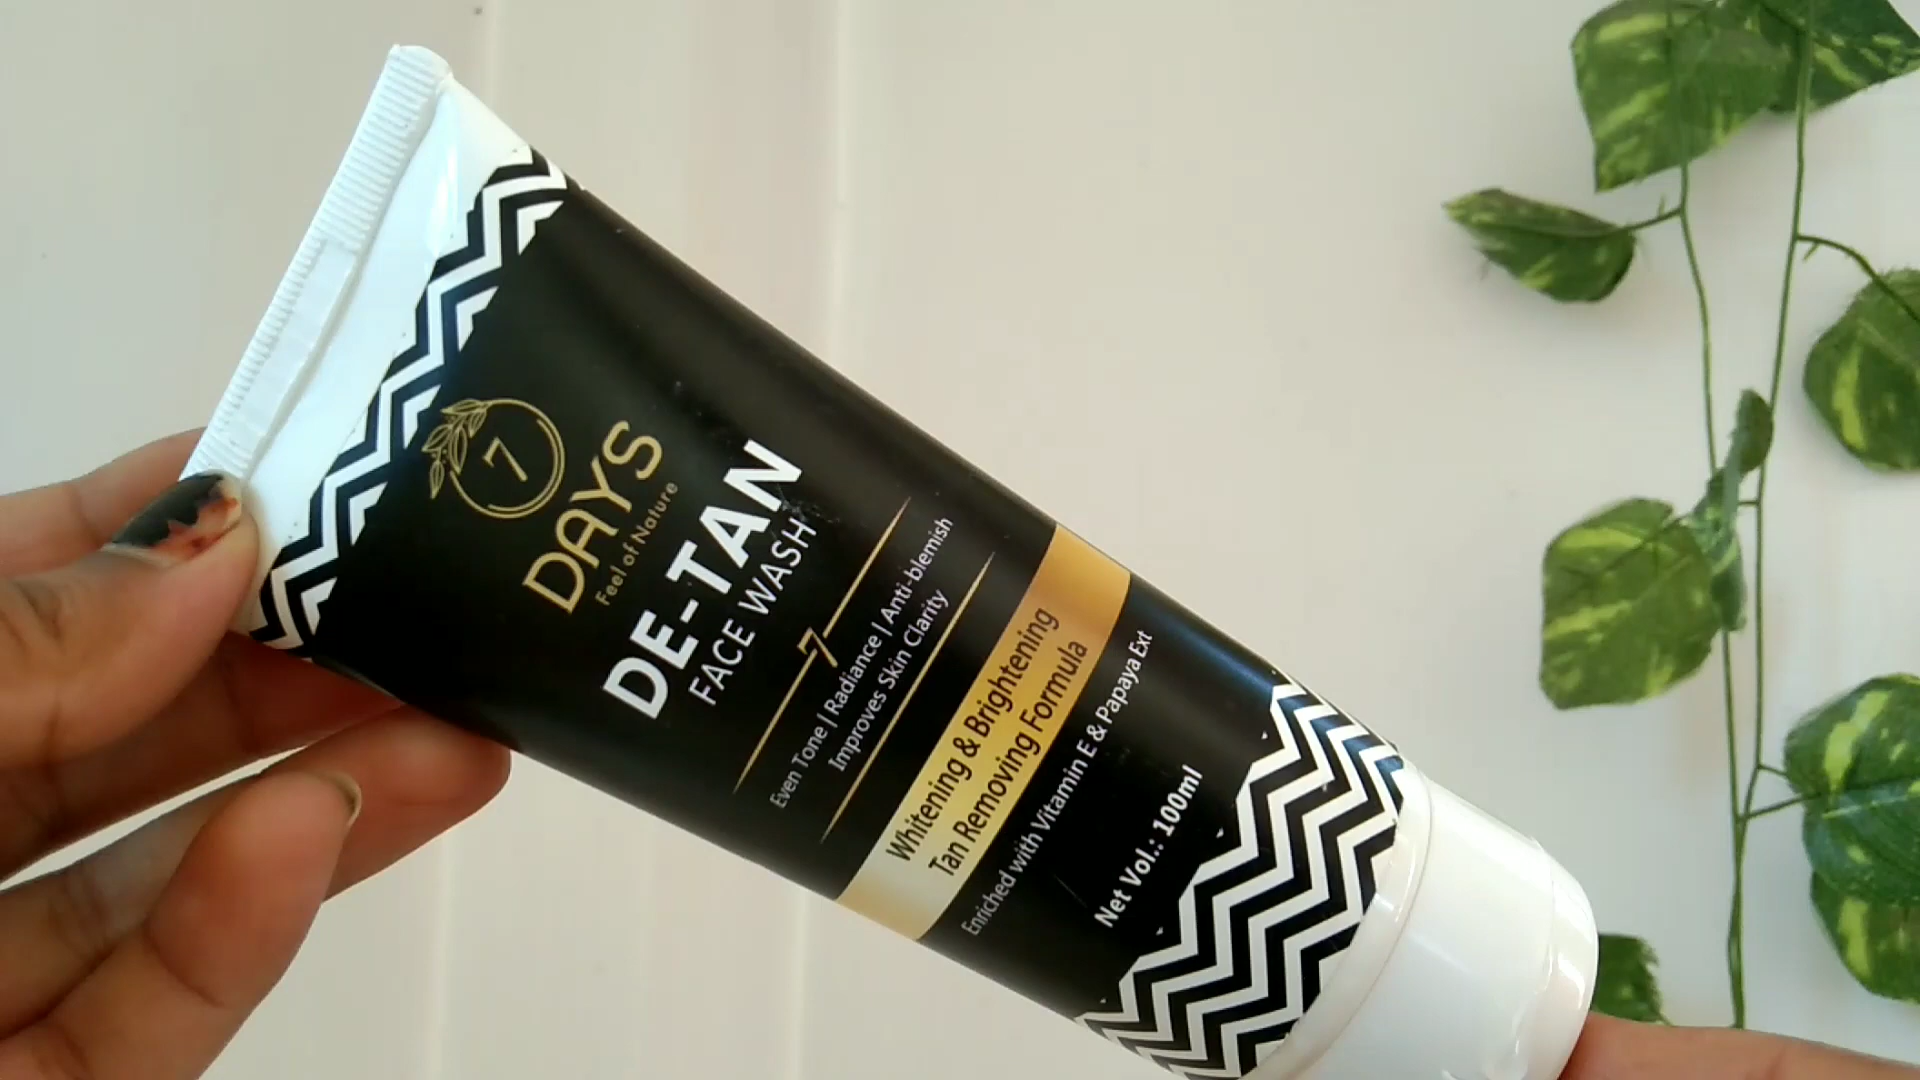 7
DAYS
Feel of Nature
DE-TAN
FACE WASH
7
Even Tone | Radiance | Anti-blemish
Improves Skin Clarity
Whitening & Brightening
Tan Removing Formula
Enriched with Vitamin E & Papaya Ext
Net Vol.: 100ml